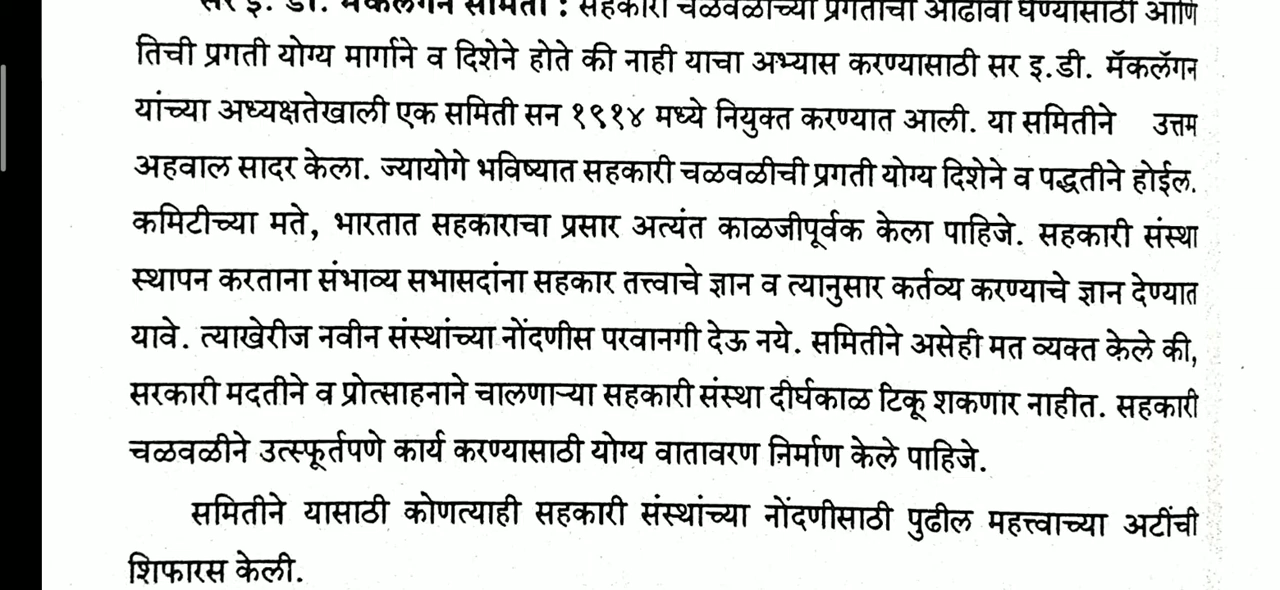 सर इ. डी. मॅकलॅगन समिती : सहकारी चळवळीच्या प्रगतीचा आढावा घेण्यासाठी आणि
तिची प्रगती योग्य मार्गाने व दिशेने होते की नाही याचा अभ्यास करण्यासाठी सर इ.डी. मॅकलॅगन
यांच्या अध्यक्षतेखाली एक समिती सन १९१४ मध्ये नियुक्त करण्यात आली. या समितीने उत्तम
अहवाल सादर केला. ज्यायोगे भविष्यात सहकारी चळवळीची प्रगती योग्य दिशेने व पद्धतीने होईल.
कमिटीच्या मते, भारतात सहकाराचा प्रसार अत्यंत काळजीपूर्वक केला पाहिजे. सहकारी संस्था
स्थापन करताना संभाव्य सभासदांना सहकार तत्त्वाचे ज्ञान व त्यानुसार कर्तव्य करण्याचे ज्ञान देण्यात
यावे. त्याखेरीज नवीन संस्थांच्या नोंदणीस परवानगी देऊ नये. समितीने असेही मत व्यक्त केले की,
सरकारी मदतीने व प्रोत्साहनाने चालणाऱ्या सहकारी संस्था दीर्घकाळ टिकू शकणार नाहीत. सहकारी
चळवळीने उत्स्फूर्तपणे कार्य करण्यासाठी योग्य वातावरण निर्माण केले पाहिजे.
समितीने यासाठी कोणत्याही सहकारी संस्थांच्या नोंदणीसाठी पुढील महत्त्वाच्या अटींची
शिफारस केली.